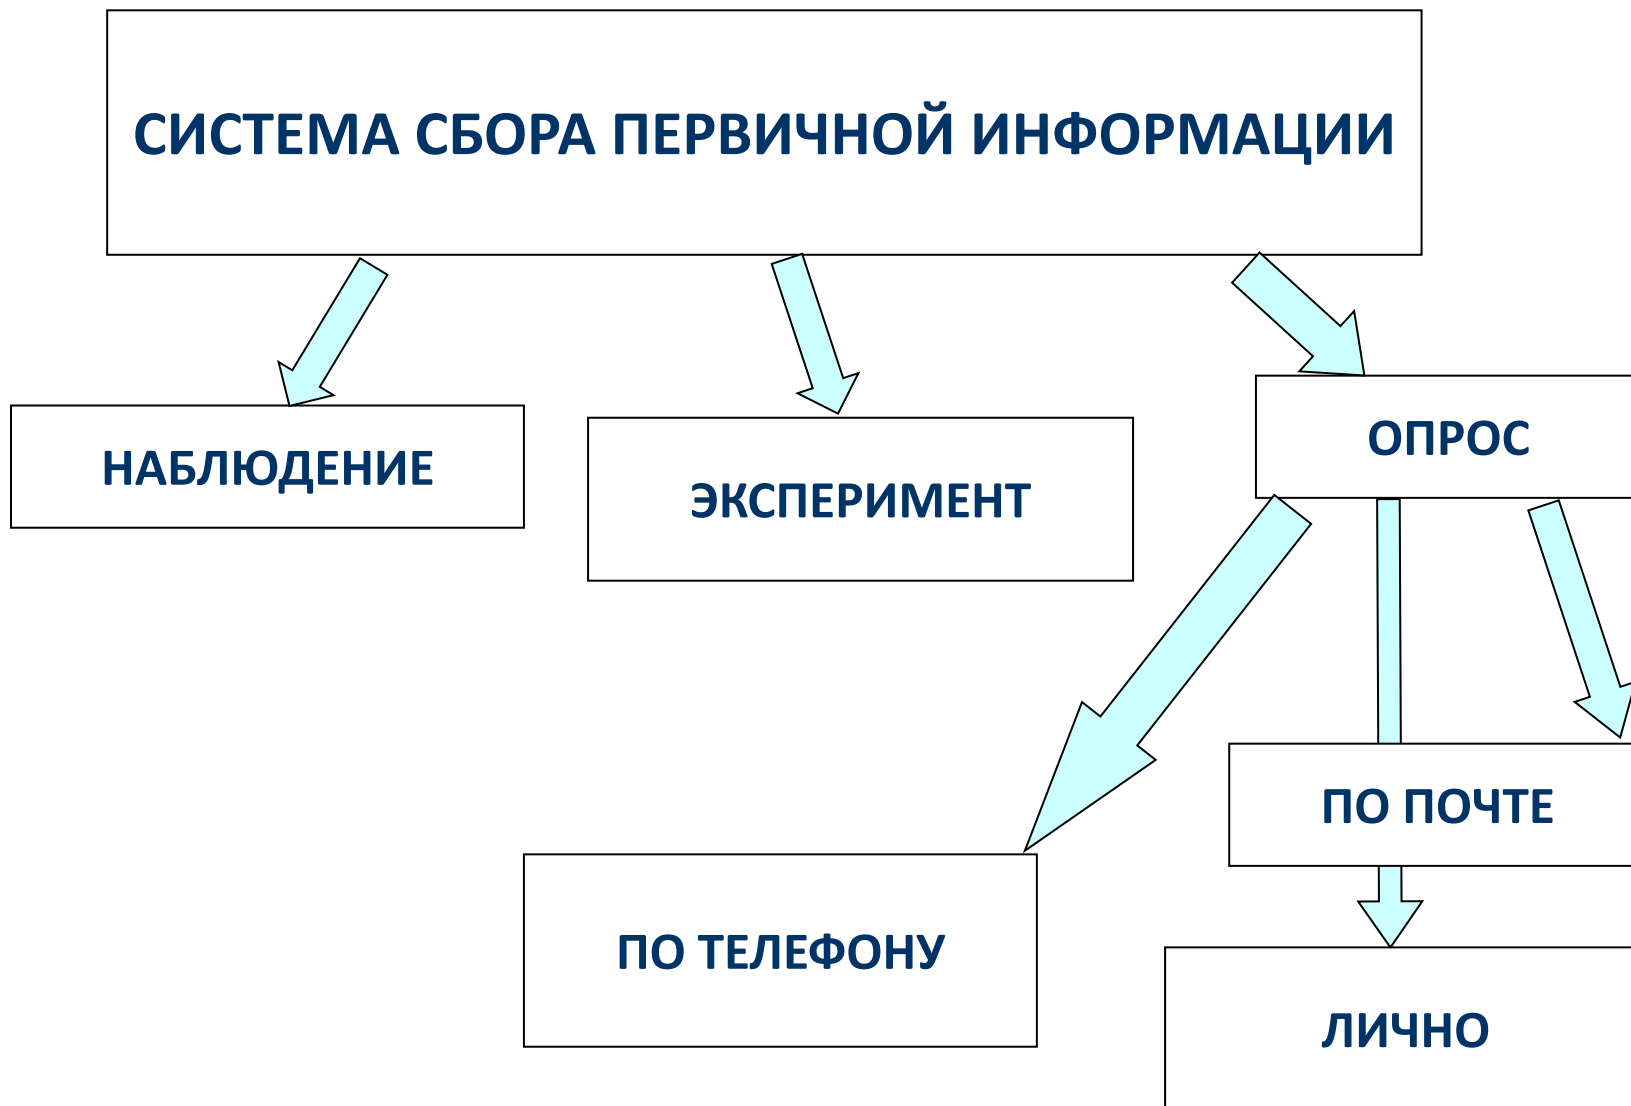 СИСТЕМА СБОРА ПЕРВИЧНОЙ ИНФОРМАЦИИ
НАБЛЮДЕНИЕ
ЭКСПЕРИМЕНТ
ОПРОС
ПО ПОЧТЕ
ПО ТЕЛЕФОНУ
ЛИЧНО